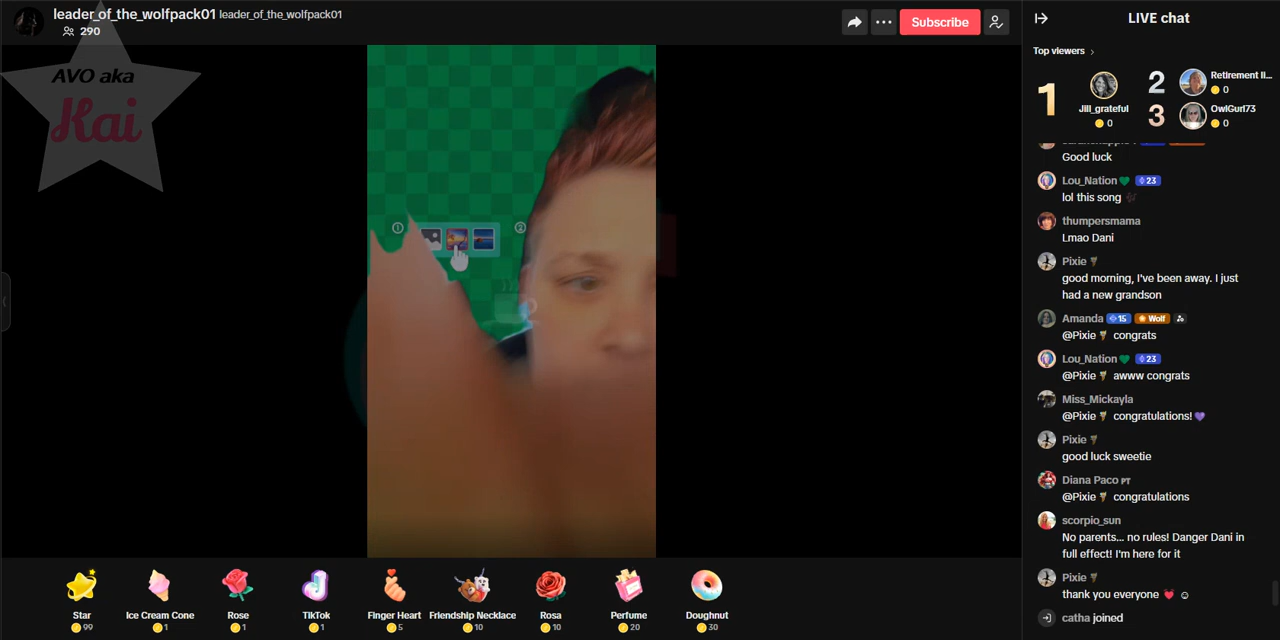 leader_of_the_wolfpack01 leader_of_the_wolfpack01
290
Subscribe
AVO aka
Kai
①
②
LIVE chat
Top viewers
1
Jill_grateful
0
2
Retirement li...
0
3
OwlGurl73
0
Good luck
Lou_Nation 23
lol this song
thumpersmama
Lmao Dani
Pixie
good morning, I've been away. I just
had a new grandson
Amanda 15 Wolf
@Pixie congrats
Lou_Nation 23
@Pixie awww congrats
Miss_Mickayla
@Pixie congratulations!
Pixie
good luck sweetie
Diana Paco PT
@Pixie congratulations
scorpio_sun
No parents... no rules! Danger Dani in
full effect! I'm here for it
Pixie
thank you everyone
catha joined
Star
99
Ice Cream Cone
1
Rose
1
TikTok
1
Finger Heart
5
Friendship Necklace
10
Rosa
10
Perfume
20
Doughnut
30